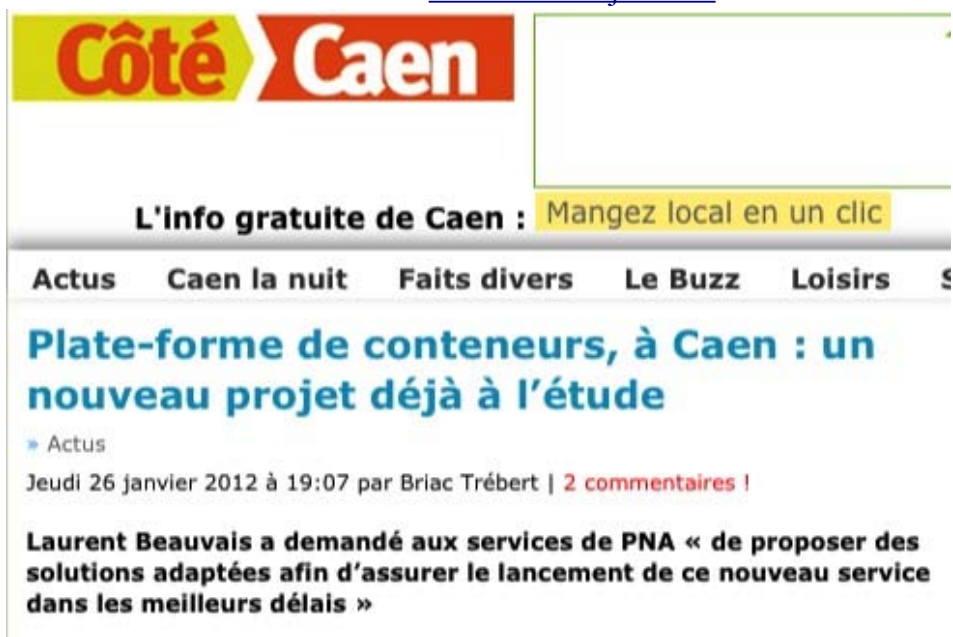 Côté Caen
L'info gratuite de Caen : Mangez local en un clic
Actus Caen la nuit Faits divers Le Buzz Loisirs
Plate-forme de conteneurs, à Caen : un
nouveau projet déjà à l’étude
» Actus
Jeudi 26 janvier 2012 à 19:07 par Briac Trébert | 2 commentaires !
Laurent Beauvais a demandé aux services de PNA « de proposer des
solutions adaptées afin d’assurer le lancement de ce nouveau service
dans les meilleurs délais »